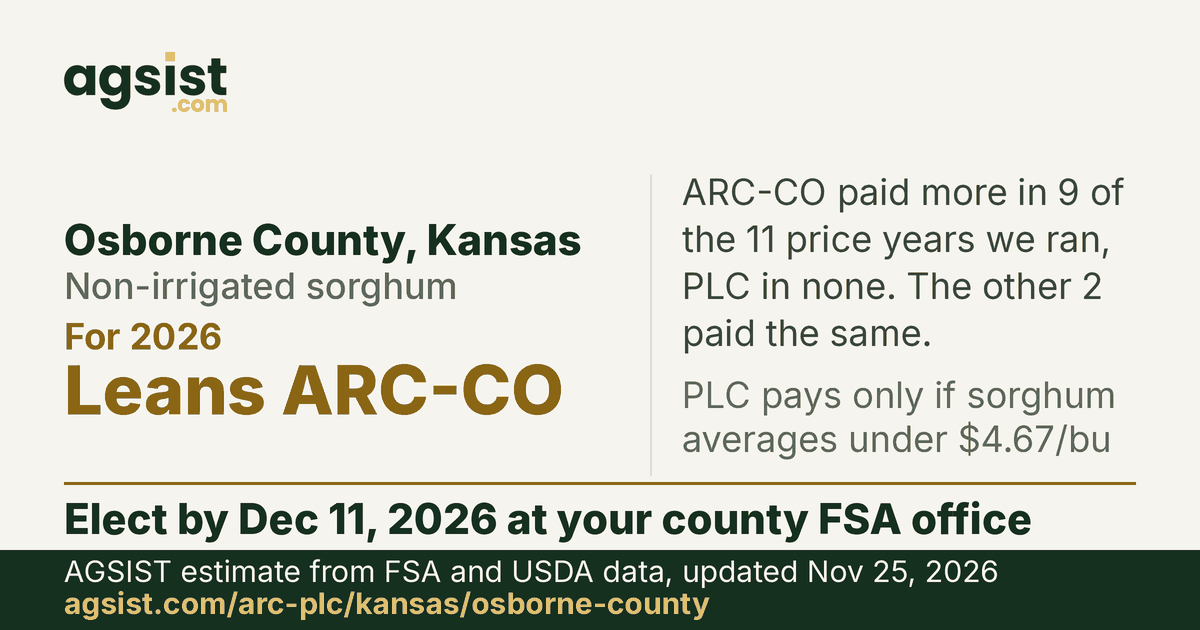 agsist
.com
Osborne County, Kansas
Non-irrigated sorghum
For 2026
Leans ARC-CO
ARC-CO paid more in 9 of
the 11 price years we ran,
PLC in none. The other 2
paid the same.
PLC pays only if sorghum
averages under $4.67/bu
Elect by Dec 11, 2026 at your county FSA office
AGSIST estimate from FSA and USDA data, updated Nov 25, 2026
agsist.com/arc-plc/kansas/osborne-county